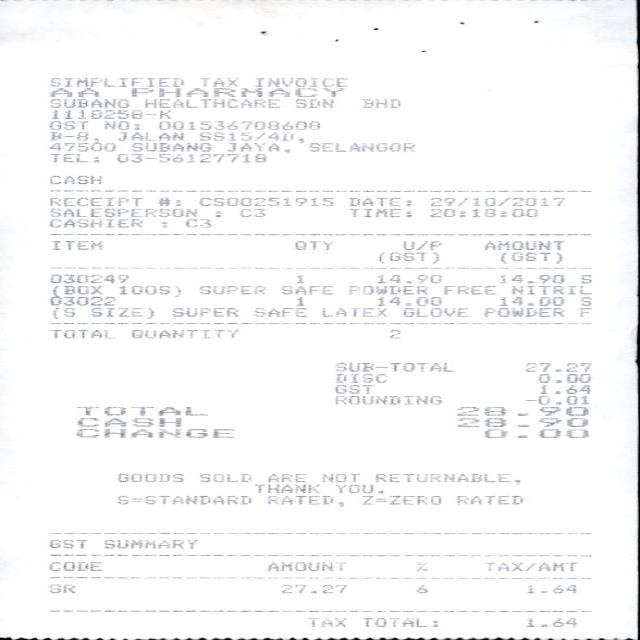 SIMPLIFIED TAX INVOICE
AA PHARMACY
SUBANG HEALTHCARE SDN BHD
1118258-K
GST NO: 001536708608
B-8, JALAN SS15/4D,
47500 SUBANG JAYA, SELANGOR
TEL: 03-56127718
CASH
RECEIPT #: CS00251915 DATE: 29/10/2017
SALESPERSON : C3 TIME: 20:18:00
CASHIER : C3
ITEM QTY U/P AMOUNT
(GST) (GST)
030249 1 14.90 14.90 S
(BOX 100S) SUPER SAFE POWDER FREE NITRIL
03022 1 14.00 14.00 S
(S SIZE) SUPER SAFE LATEX GLOVE POWDER F
TOTAL QUANTITY 2
SUB-TOTAL 27.27
DISC 0.00
GST 1.64
ROUNDING -0.01
TOTAL 28.90
CASH 28.90
CHANGE 0.00
GOODS SOLD ARE NOT RETURNABLE,
THANK YOU.
S=STANDARD RATED, Z=ZERO RATED
GST SUMMARY
CODE AMOUNT % TAX/AMT
SR 27.27 6 1.64
TAX TOTAL: 1.64